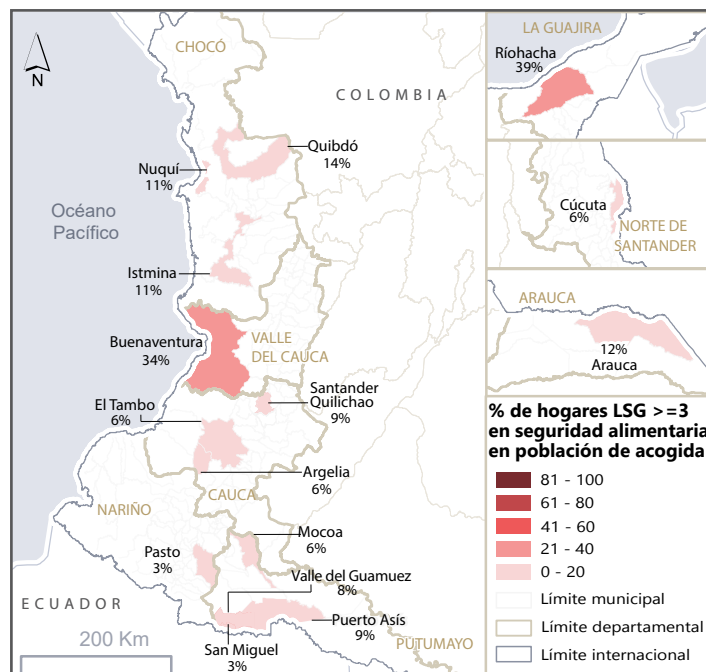 N
CHOCÓ
COLOMBIA
Quibdó
14%
Nuquí
11%
Océano
Pacífico
Istmina
11%
Buenaventura
34%
VALLE
DEL CAUCA
Santander
Quilichao
9%
El Tambo
6%
Argelia
6%
NARIÑO
CAUCA
Mocoa
6%
Pasto
3%
Valle del Guamuez
8%
ECUADOR
Puerto Asís
9%
200 Km
San Miguel
3%
PUTUMAYO
LA GUAJIRA
Ríohacha
39%
Cúcuta
6%
NORTE DE
SANTANDER
ARAUCA
12%
Arauca
% de hogares LSG >=3
en seguridad alimentaria
en población de acogida
81 - 100
61 - 80
41 - 60
21 - 40
0 - 20
Límite municipal
Límite departamental
Límite internacional